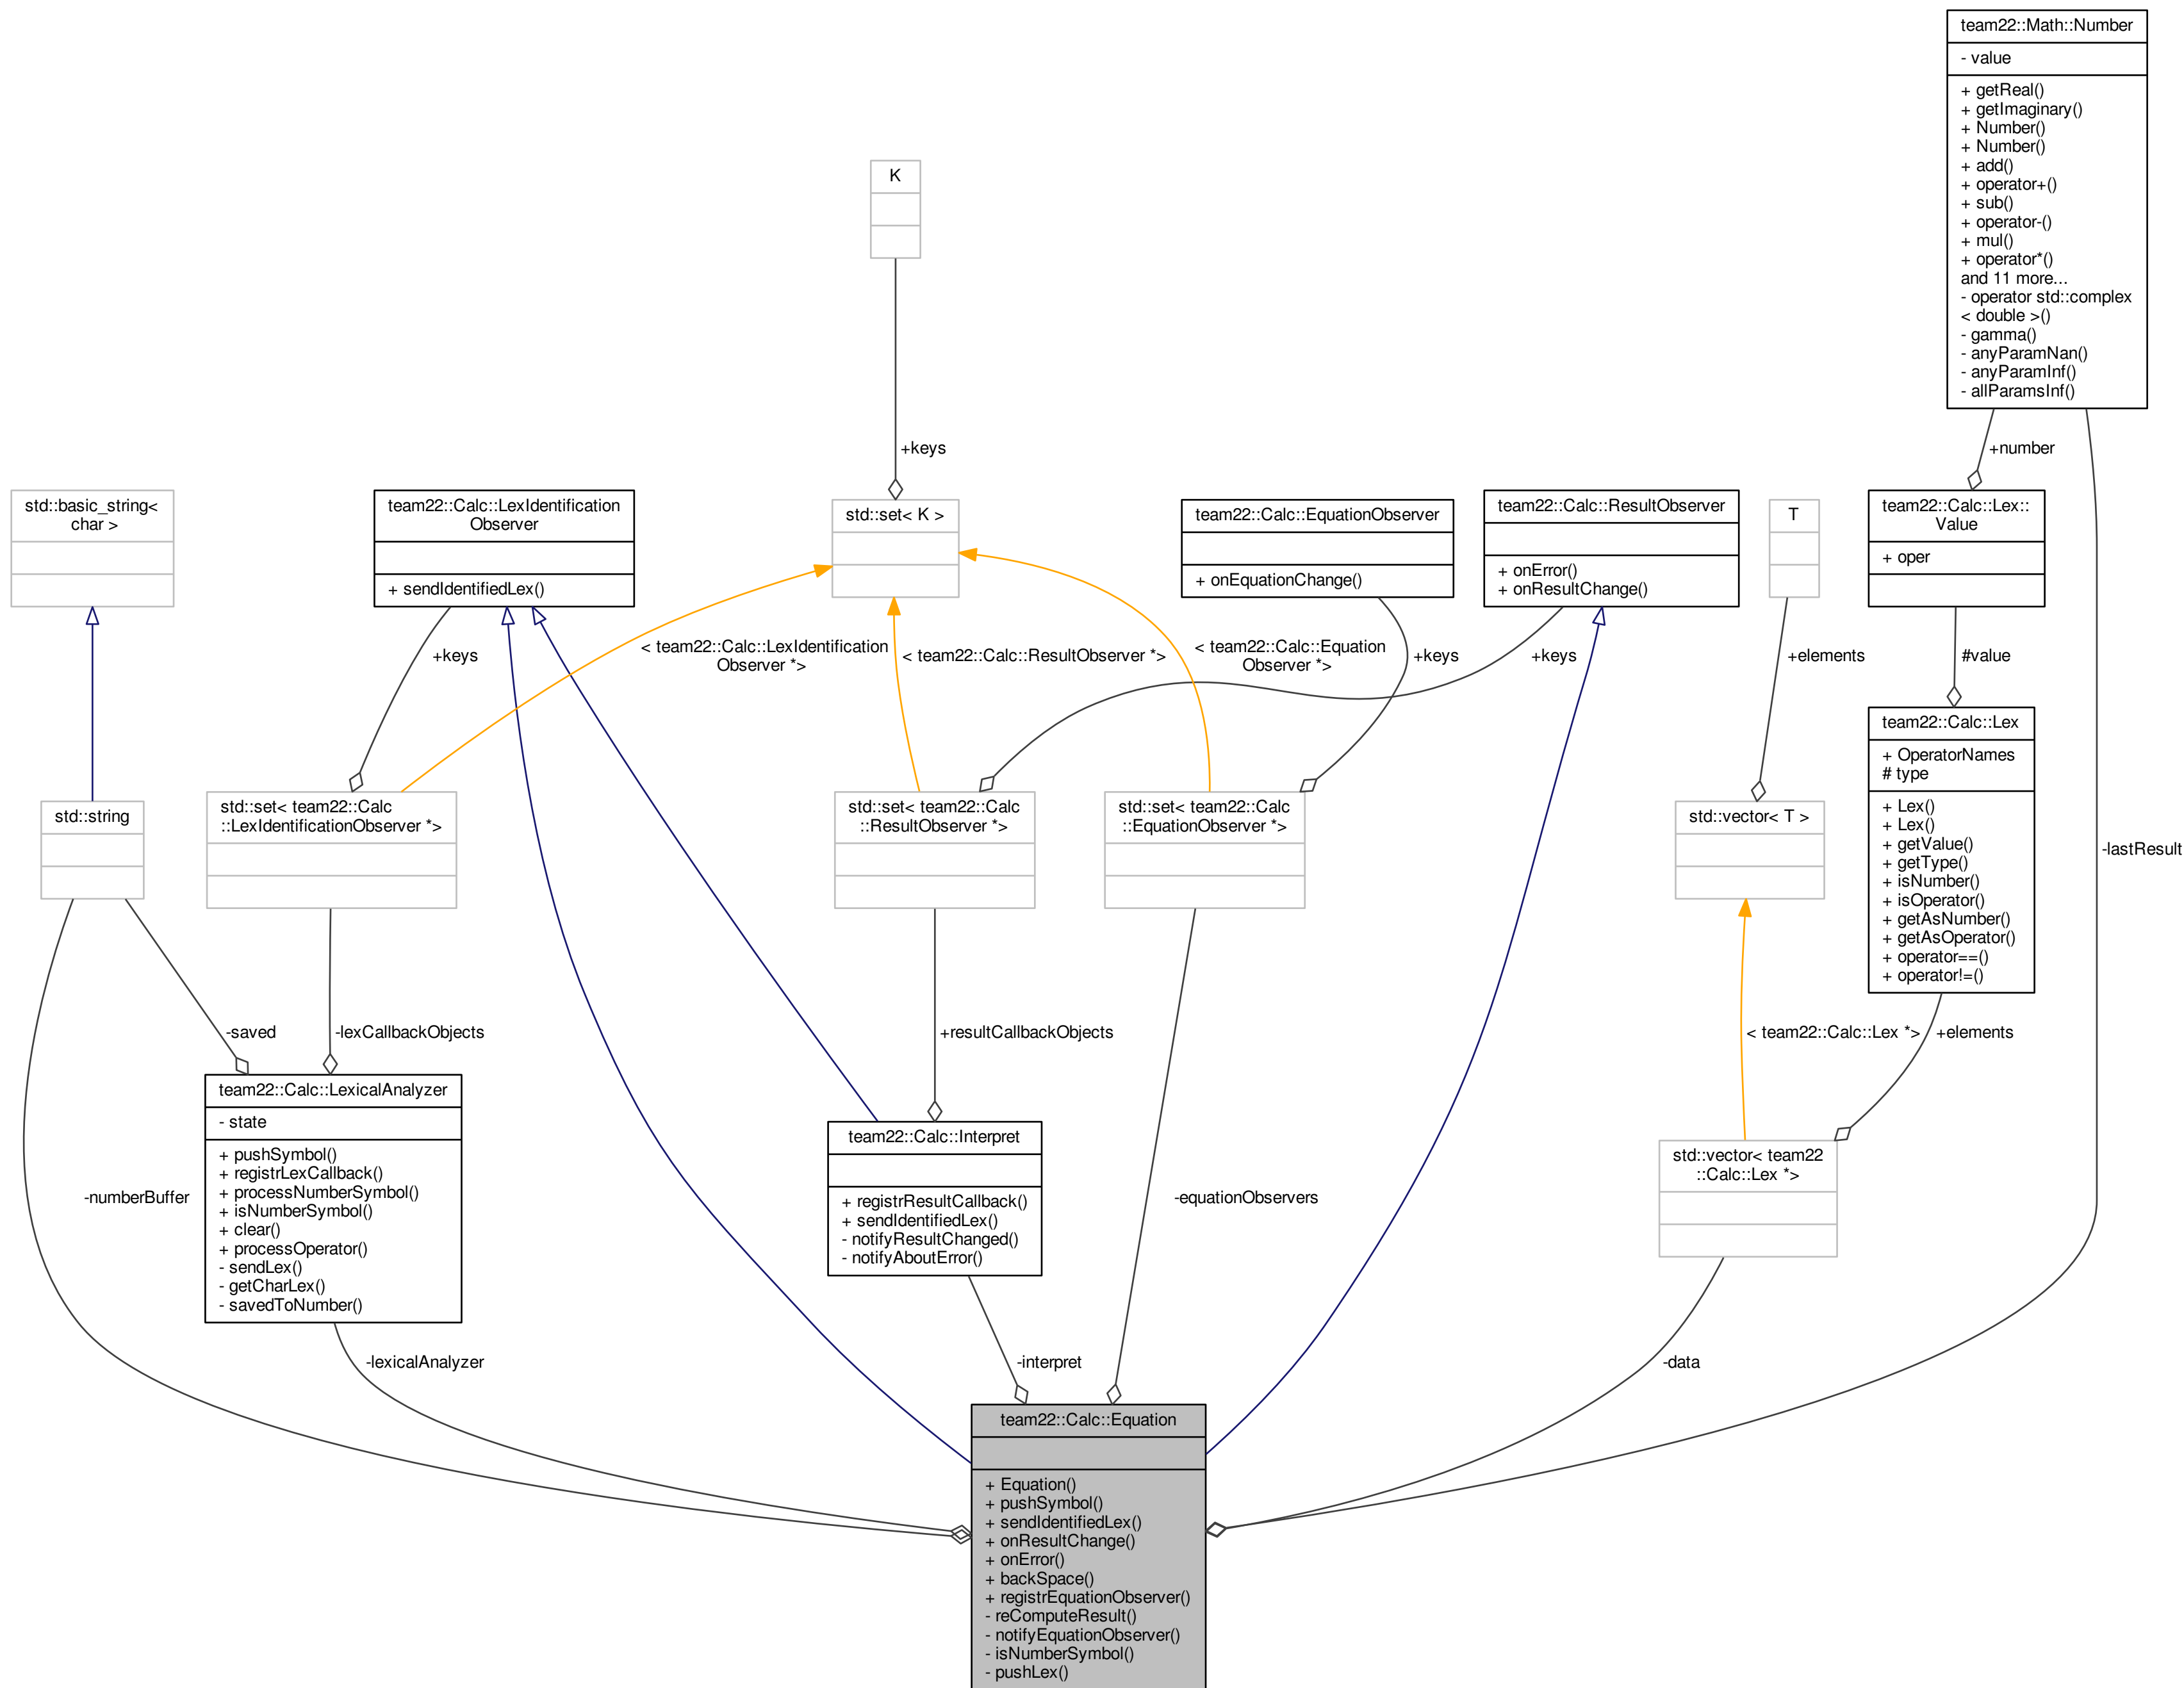 team22::Math::Number
- value
+ getReal()
+ getImaginary()
+ Number()
+ Number()
+ add()
+ operator+()
+ sub()
+ operator-()
+ mul()
+ operator*()
and 11 more...
- operator std::complex
< double >()
- gamma()
- anyParamNan()
- anyParamInf()
- allParamsInf()
K
+keys
+number
std::basic_string<
char >
team22::Calc::LexIdentification
Observer
+ sendIdentifiedLex()
std::set< K >
team22::Calc::EquationObserver
+ onEquationChange()
team22::Calc::ResultObserver
+ onError()
+ onResultChange()
T
team22::Calc::Lex::
Value
+ oper
+keys
< team22::Calc::LexIdentification
Observer *>
< team22::Calc::ResultObserver *>
< team22::Calc::Equation
Observer *>
+keys
+keys
+elements
#value
std::string
std::set< team22::Calc
::LexIdentificationObserver *>
std::set< team22::Calc
::ResultObserver *>
std::set< team22::Calc
::EquationObserver *>
std::vector< T >
team22::Calc::Lex
+ OperatorNames
# type
+ Lex()
+ Lex()
+ getValue()
+ getType()
+ isNumber()
+ isOperator()
+ getAsNumber()
+ getAsOperator()
+ operator==()
+ operator!=()
-lastResult
-saved
-lexCallbackObjects
+resultCallbackObjects
< team22::Calc::Lex *>
+elements
team22::Calc::LexicalAnalyzer
- state
+ pushSymbol()
+ registrLexCallback()
+ processNumberSymbol()
+ isNumberSymbol()
+ clear()
+ processOperator()
- sendLex()
- getCharLex()
- savedToNumber()
team22::Calc::Interpret
+ registrResultCallback()
+ sendIdentifiedLex()
- notifyResultChanged()
- notifyAboutError()
std::vector< team22
::Calc::Lex *>
-numberBuffer
-equationObservers
-lexicalAnalyzer
-interpret
-data
team22::Calc::Equation
+ Equation()
+ pushSymbol()
+ sendIdentifiedLex()
+ onResultChange()
+ onError()
+ backSpace()
+ registrEquationObserver()
- reComputeResult()
- notifyEquationObserver()
- isNumberSymbol()
- pushLex()